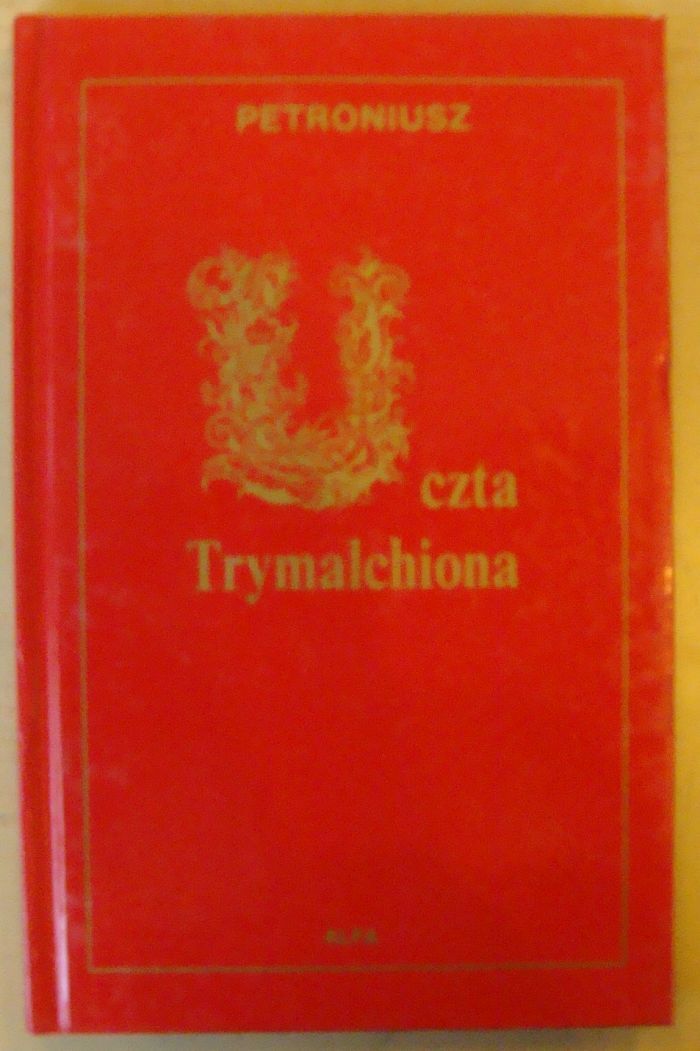 PETRONIUSZ
Uczta
Trymalchiona
ALFA